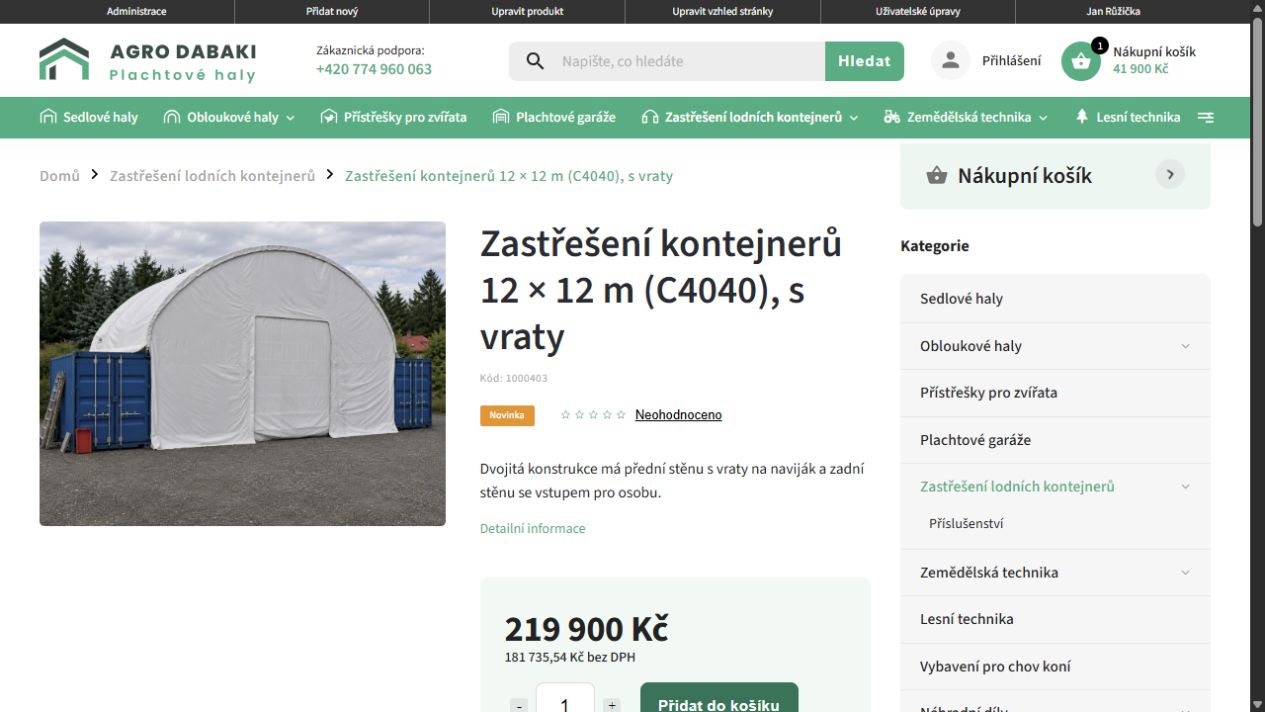 Administrace
Přidat nový
Upravit produkt
Upravit vzhled stránky
Uživatelské úpravy
Jan Růžička
AGRO DABAKI
Plachtové haly
Zákaznická podpora:
+420 774 960 063
Napište, co hledáte
Hledat
Přihlášení
1
Nákupní košík
41 900 Kč
Sedlové haly
Obloukové haly
Přístřešky pro zvířata
Plachtové garáže
Zastřešení lodních kontejnerů
Zemědělská technika
Lesní technika
Domů
Zastřešení lodních kontejnerů
Zastřešení kontejnerů 12 × 12 m (C4040), s vraty
Zastřešení kontejnerů
12 × 12 m (C4040), s
vraty
Kód: 1000403
Novinka
Neohodnoceno
Dvojitá konstrukce má přední stěnu s vraty na naviják a zadní
stěnu se vstupem pro osobu.
Detailní informace
219 900 Kč
181 735,54 Kč bez DPH
- 1 +
Přidat do košíku
Nákupní košík
Kategorie
Sedlové haly
Obloukové haly
Přístřešky pro zvířata
Plachtové garáže
Zastřešení lodních kontejnerů
Příslušenství
Zemědělská technika
Lesní technika
Vybavení pro chov koní
Náhradní díly